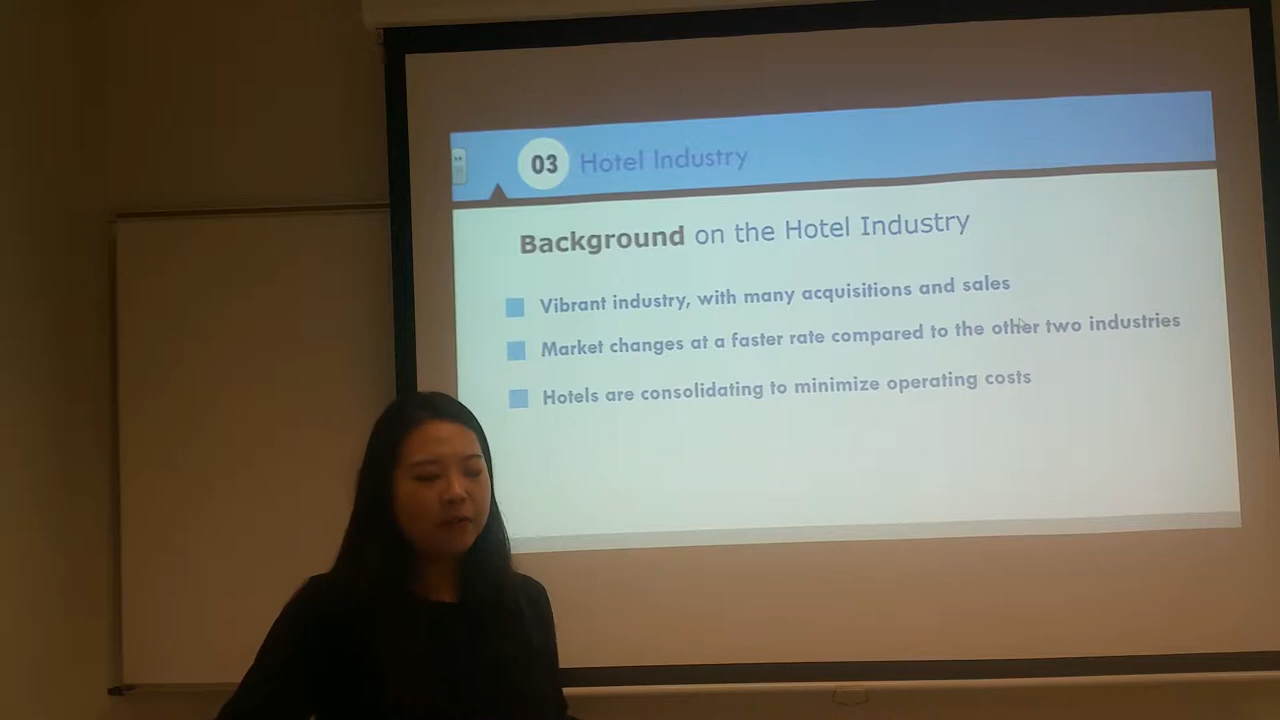 03 Hotel Industry
Background on the Hotel Industry
Vibrant industry, with many acquisitions and sales
Market changes at a faster rate compared to the other two industries
Hotels are consolidating to minimize operating costs